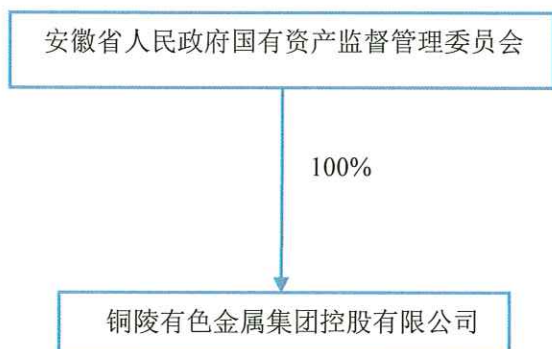 安徽省人民政府国有资产监督管理委员会
100%
铜陵有色金属集团控股有限公司